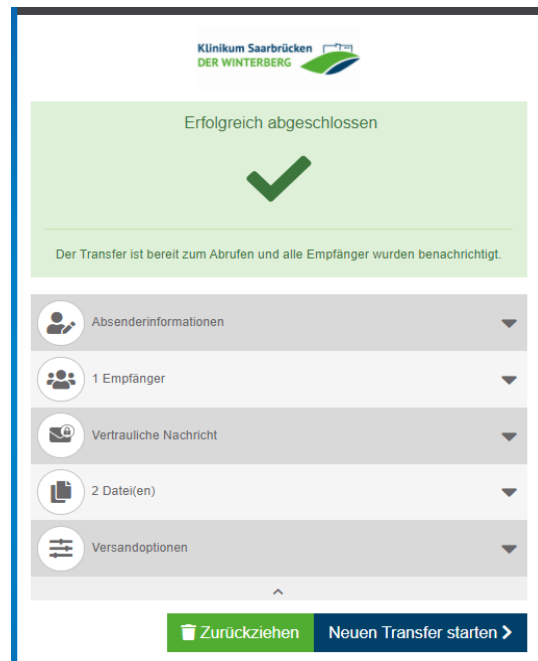 Klinikum Saarbrücken
DER WINTERBERG
Erfolgreich abgeschlossen
Der Transfer ist bereit zum Abrufen und alle Empfänger wurden benachrichtigt.
Absenderinformationen
1 Empfänger
Vertrauliche Nachricht
2 Datei(en)
Versandoptionen
Zurückziehen
Neuen Transfer starten